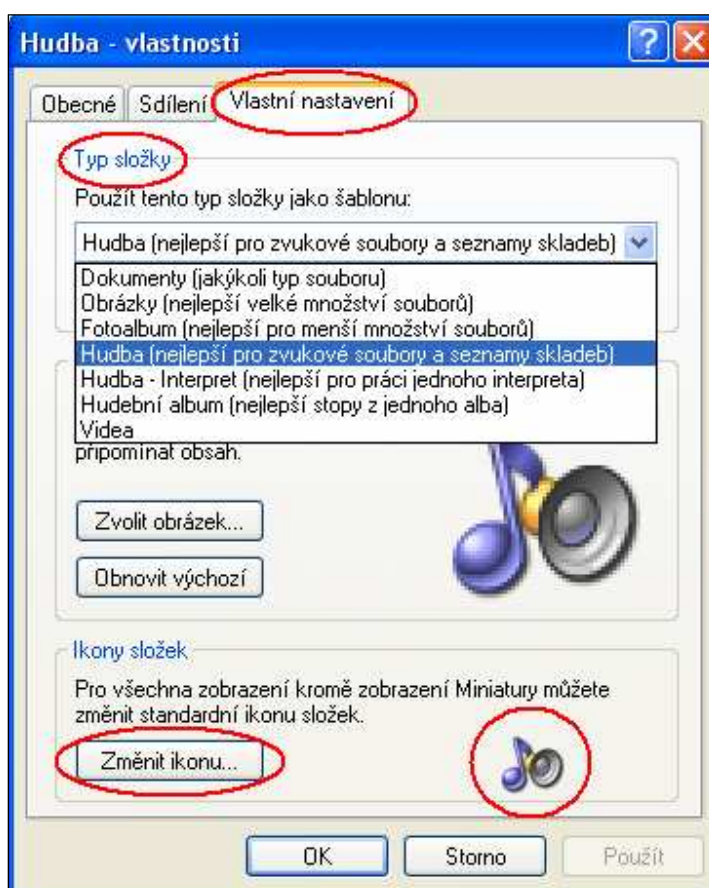 Hudba - vlastnosti
Obecné Sdílení Vlastní nastavení
Typ složky
Použít tento typ složky jako šablonu:
Hudba (nejlepší pro zvukové soubory a seznamy skladeb)
Dokumenty (jakýkoli typ souboru)
Obrázky (nejlepší velké množství souborů)
Fotoalbum (nejlepší pro menší množství souborů)
Hudba (nejlepší pro zvukové soubory a seznamy skladeb)
Hudba - Interpret (nejlepší pro práci jednoho interpreta)
Hudební album (nejlepší stopy z jednoho alba)
Videa
připomínat obsah.
Zvolit obrázek...
Obnovit výchozí
Ikony složek
Pro všechna zobrazení kromě zobrazení Miniatury můžete
změnit standardní ikonu složek.
Změnit ikonu...
OK Storno Použít